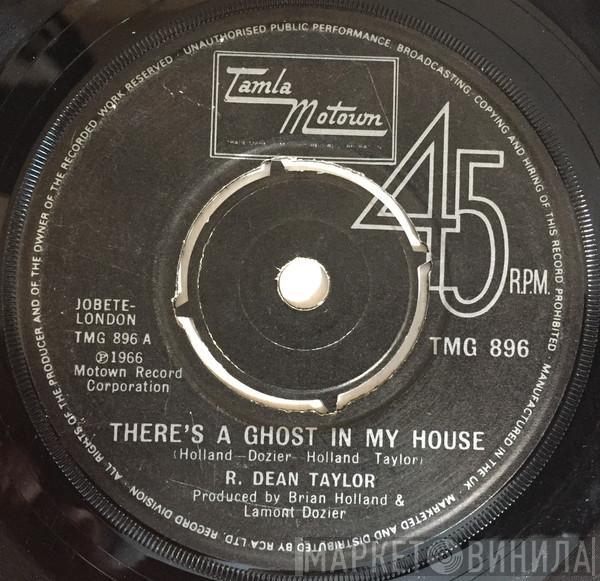 ALL RIGHTS OF THE PRODUCER AND OF THE OWNER OF THE RECORDED WORK RESERVED · UNAUTHORISED PUBLIC PERFORMANCE, BROADCASTING, COPYING AND HIRING OF THIS RECORD PROHIBITED
MANUFACTURED IN THE UK. MARKETED AND DISTRIBUTED BY RCA LTD. RECORD DIVISION.
Tamla
Motown
45
R.P.M.
JOBETE-
LONDON
TMG 896 A
℗1966
Motown Record
Corporation
TMG 896
THERE'S A GHOST IN MY HOUSE
(Holland—Dozier—Holland Taylor)
R. DEAN TAYLOR
Produced by Brian Holland &
Lamont Dozier
МАРКЕТ ВИНИЛА